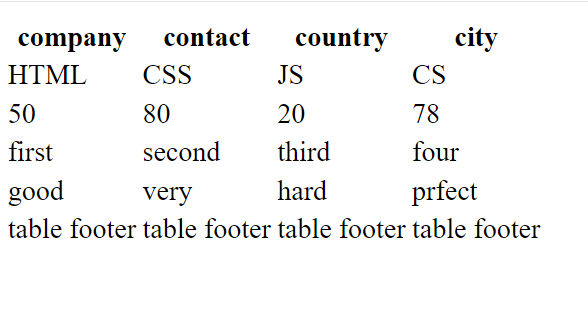 company contact country city
HTML CSS JS CS
50 80 20 78
first second third four
good very hard prfect
table footer table footer table footer table footer